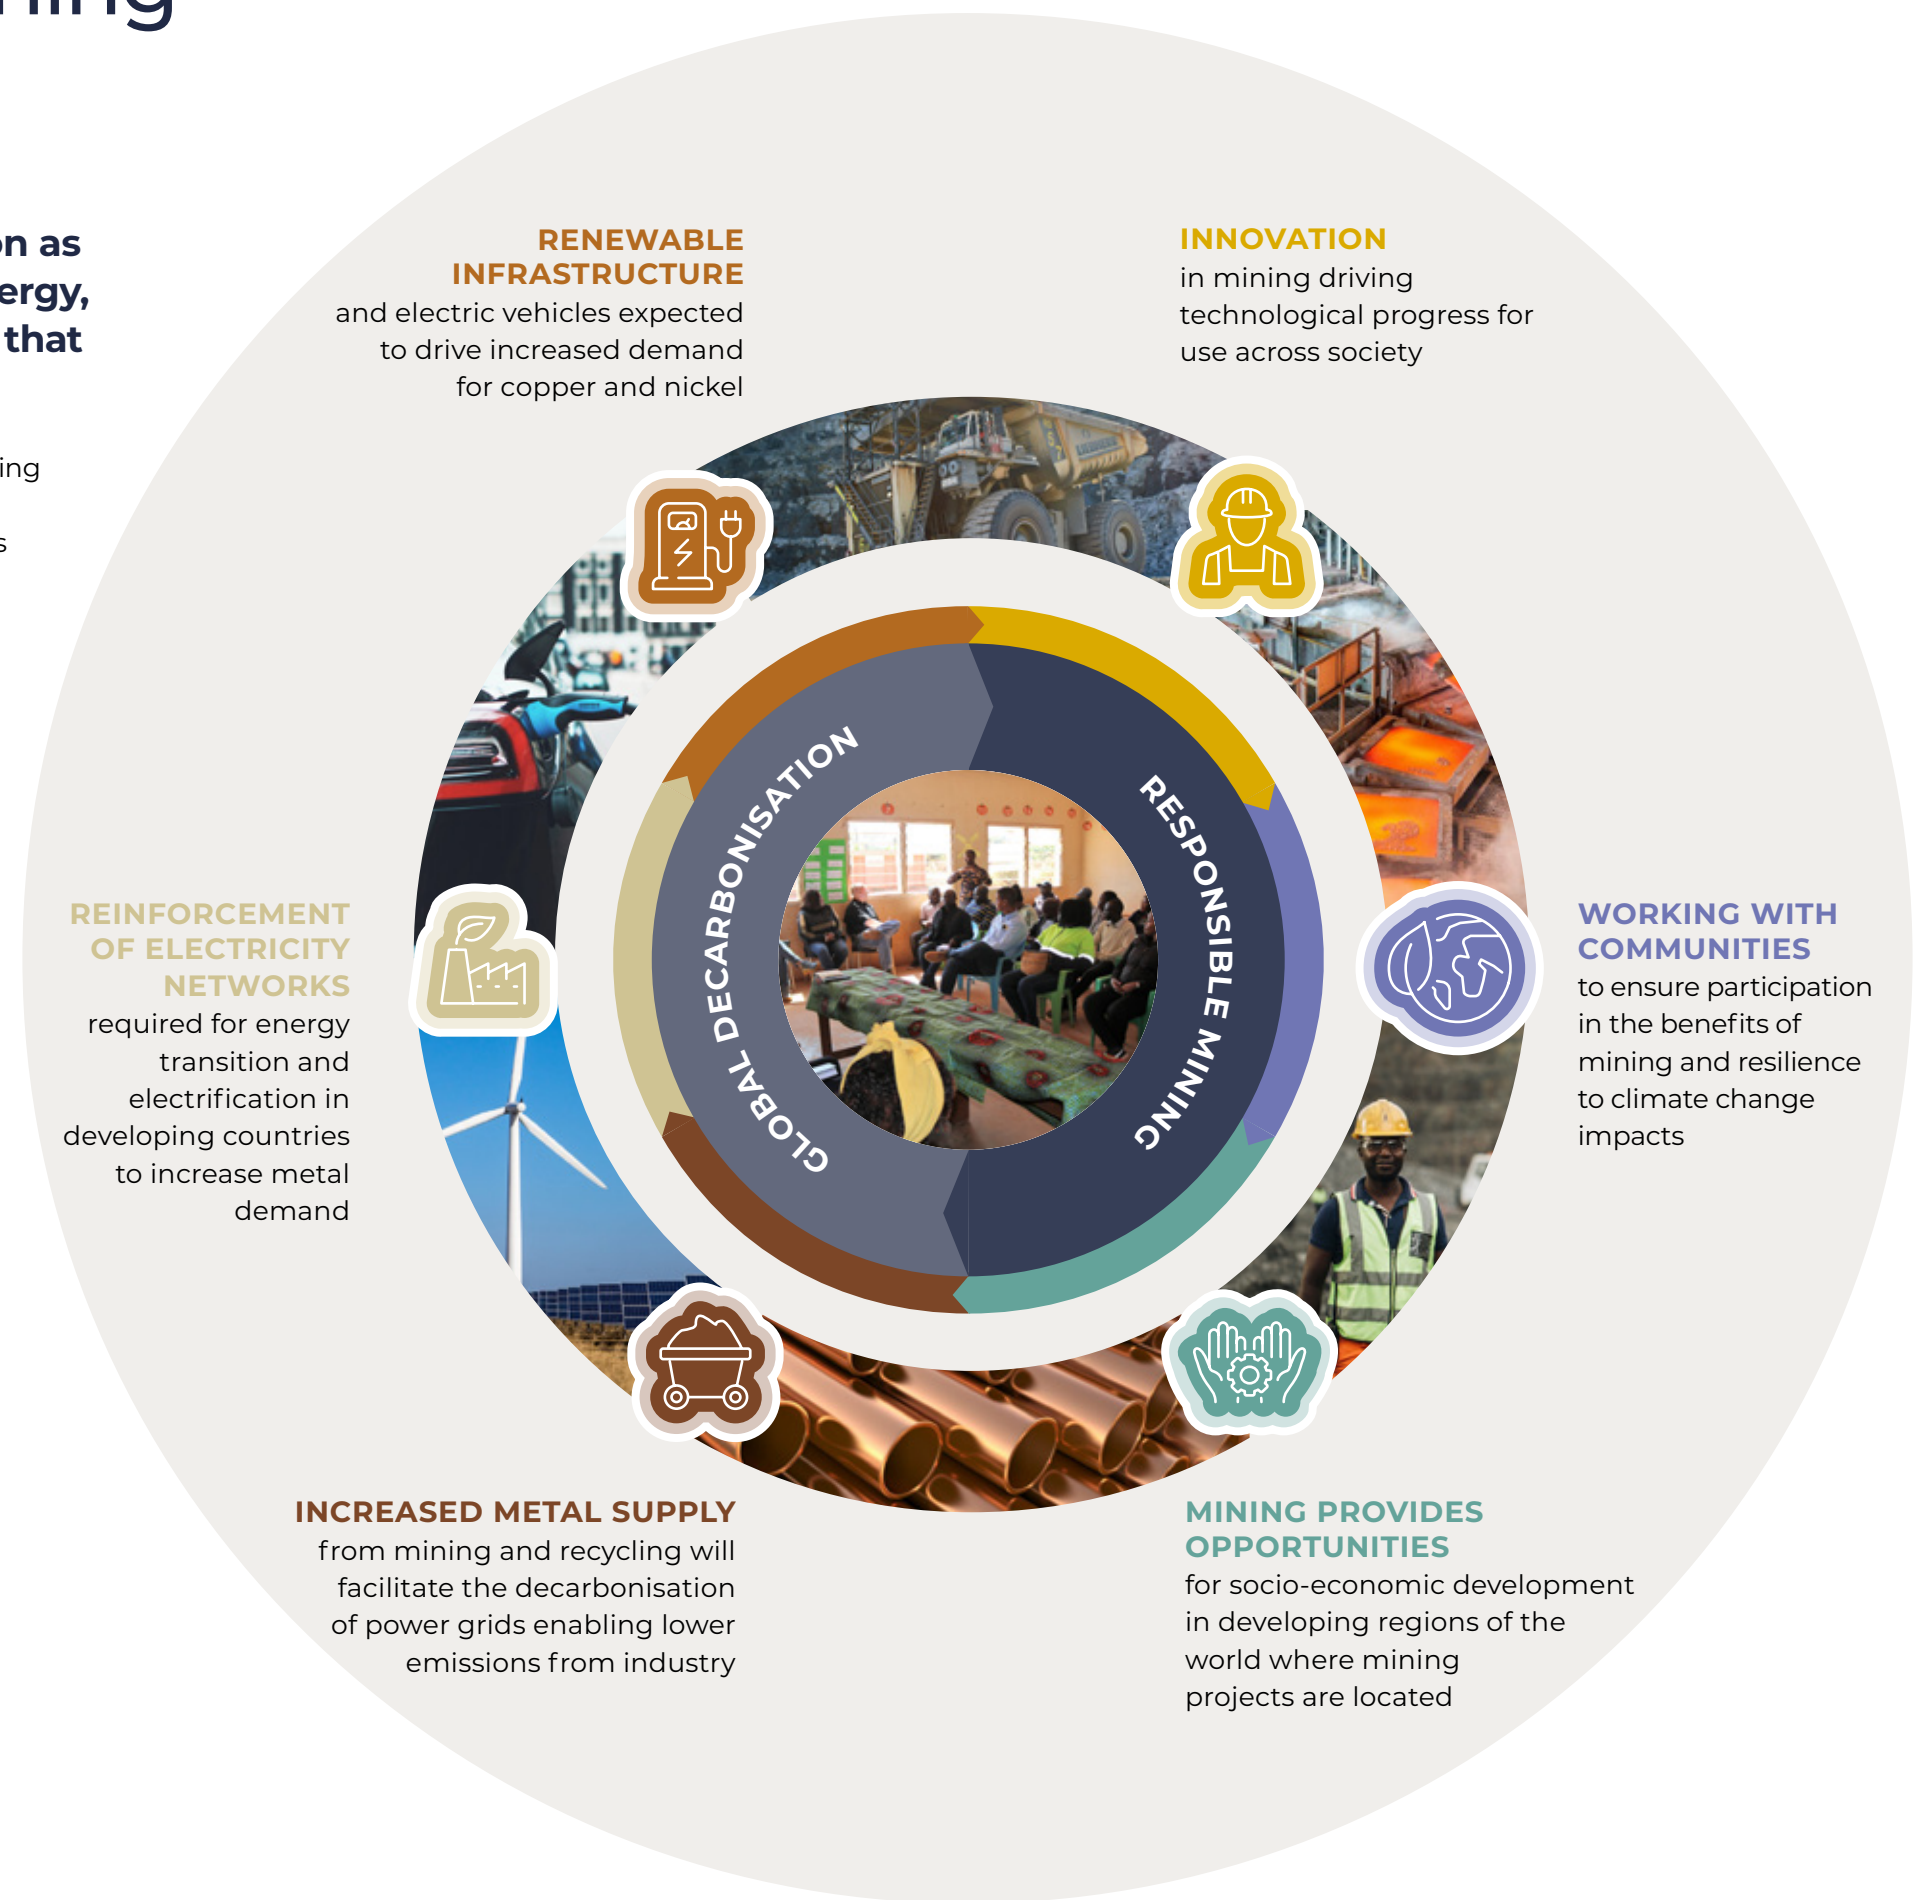 on as
ergy,
that
RENEWABLE
INFRASTRUCTURE
and electric vehicles expected
to drive increased demand
for copper and nickel
INNOVATION
in mining driving
technological progress for
use across society
REINFORCEMENT
OF ELECTRICITY
NETWORKS
required for energy
transition and
electrification in
developing countries
to increase metal
demand
GLOBAL DECARBONISATION
RESPONSIBLE MINING
WORKING WITH
COMMUNITIES
to ensure participation
in the benefits of
mining and resilience
to climate change
impacts
INCREASED METAL SUPPLY
from mining and recycling will
facilitate the decarbonisation
of power grids enabling lower
emissions from industry
MINING PROVIDES
OPPORTUNITIES
for socio-economic development
in developing regions of the
world where mining
projects are located